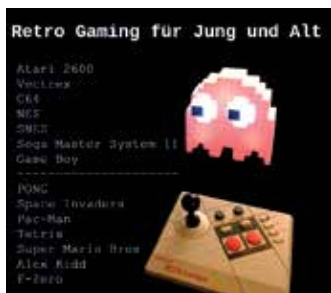 Retro Gaming für Jung und Alt
Atari 2600
Vectrex
C64
NES
SNES
Sega Master System II
Game Boy
---------------------
PONG
Space Invaders
Pac-Man
Tetris
Super Mario Bros
Alex Kidd
F-Zero